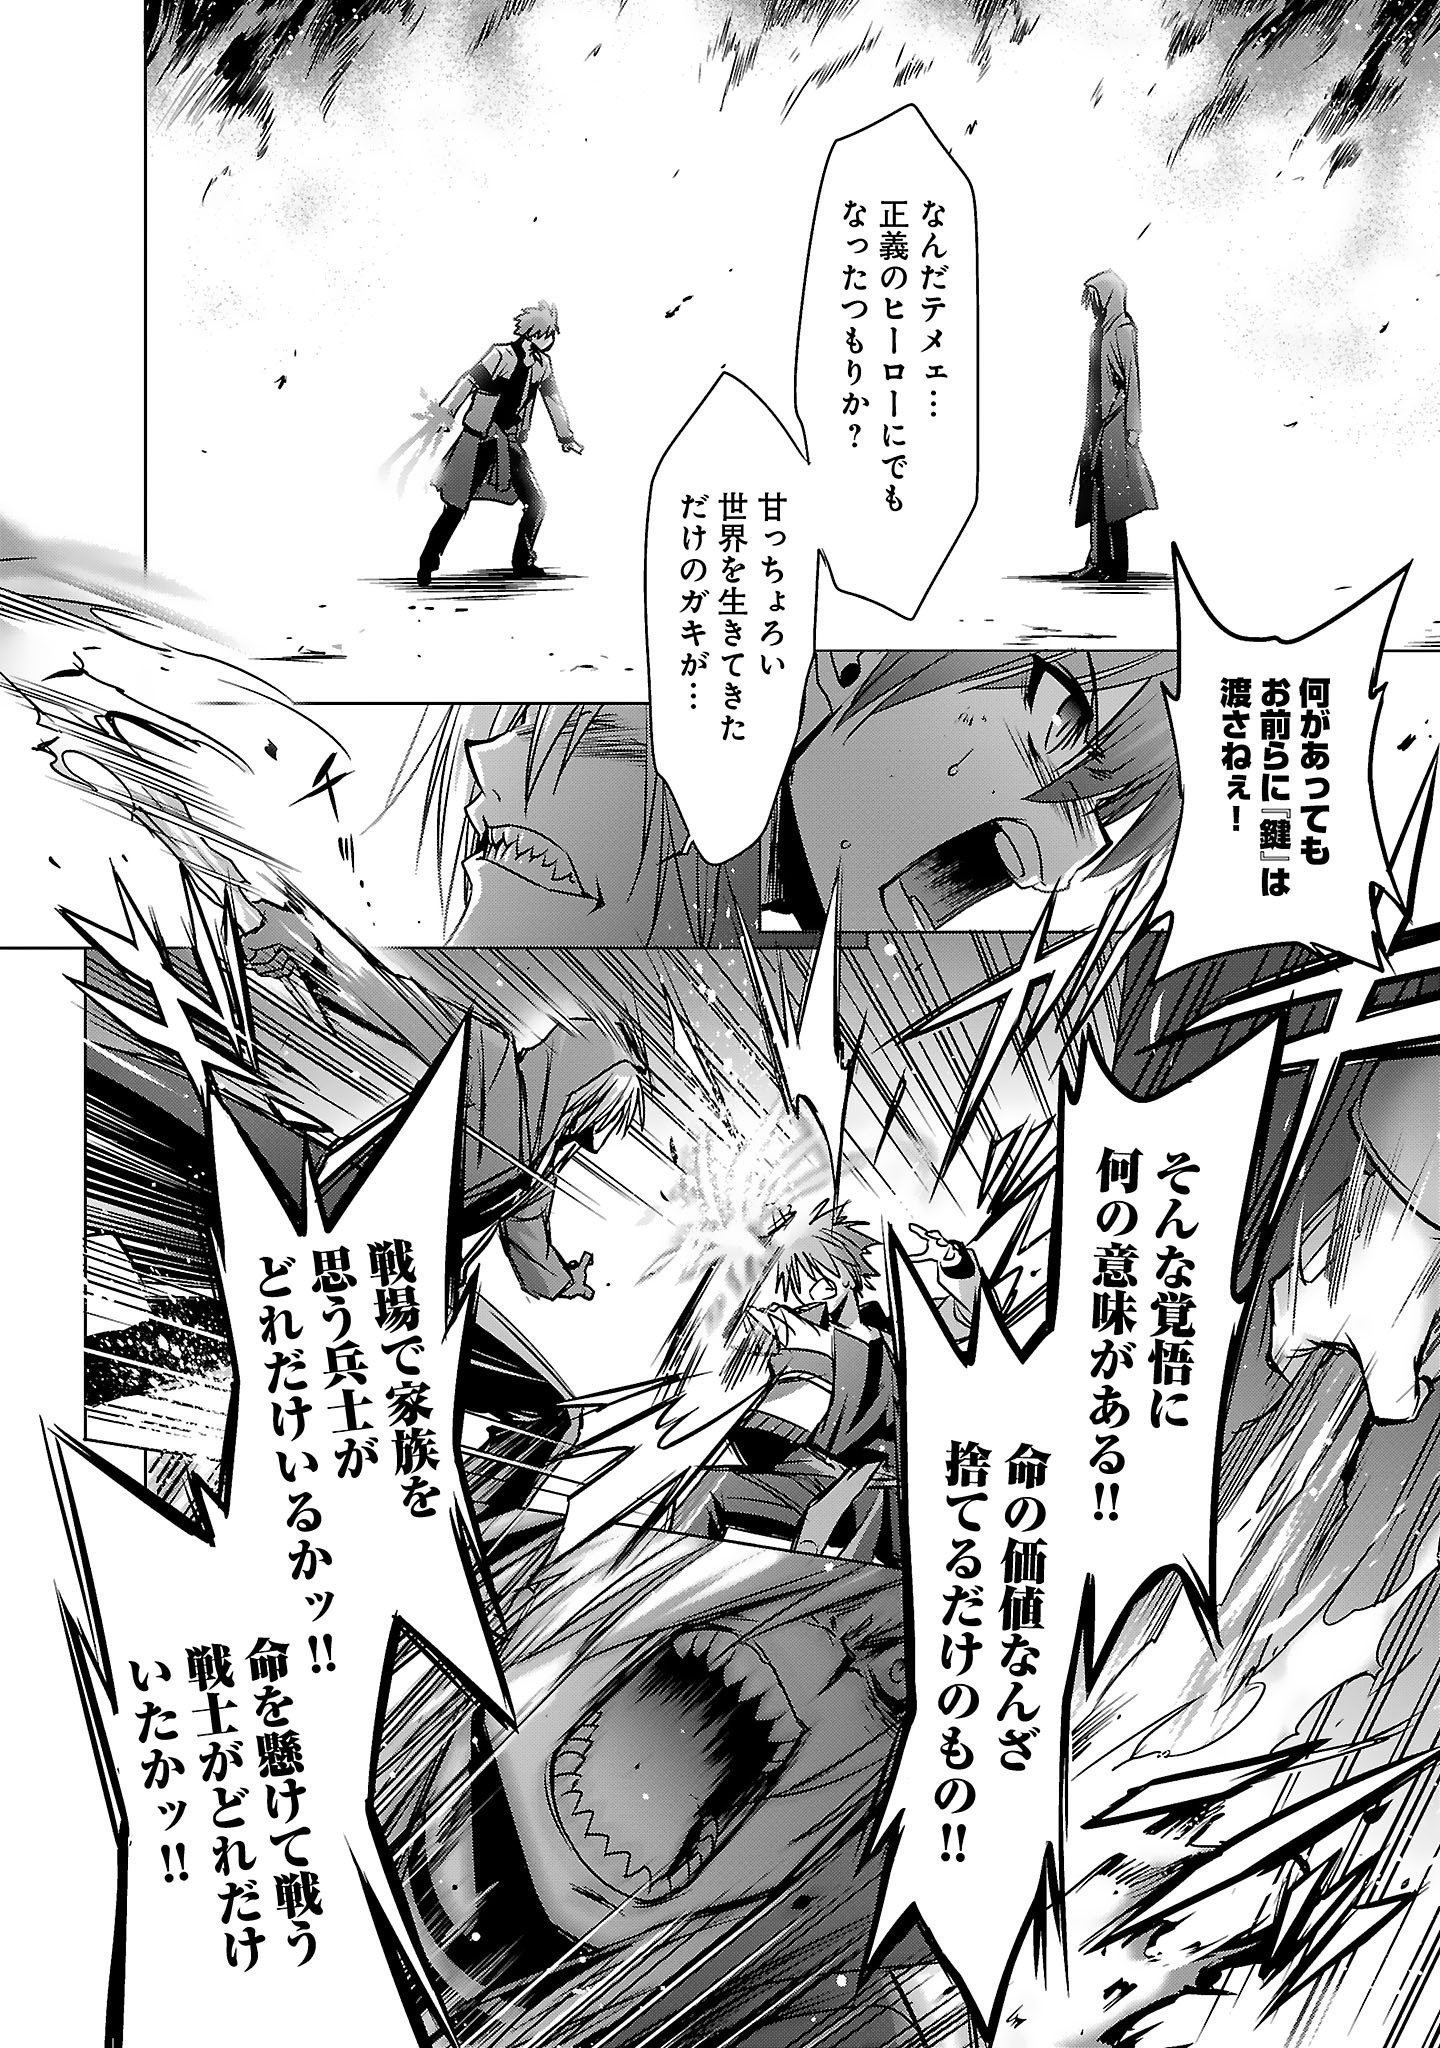 なんだテメェ…
正義のヒーローにでも
なったつもりか？
甘っちょろい
世界を生きてきた
だけのガキが…
何があっても
お前らに『鍵』は
渡さねぇ！
チリ
そんな覚悟に
何の意味がある!!
命の価値なんざ
捨てるだけのもの!!
戦場で家族を
思う兵士が
どれだけいるかッ!!
命を懸けて戦う
戦士がどれだけ
いたかッ!!